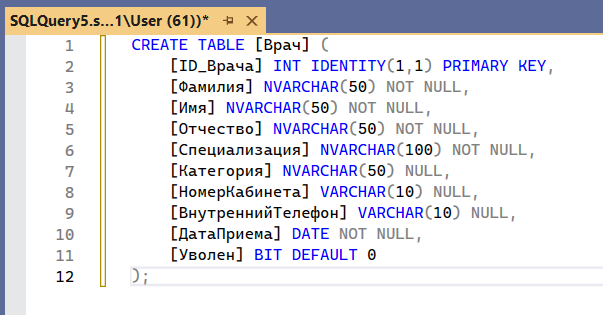 SQLQuery5.s...1\User (61))*
1 CREATE TABLE [Врач] (
2 [ID_Врача] INT IDENTITY(1,1) PRIMARY KEY,
3 [Фамилия] NVARCHAR(50) NOT NULL,
4 [Имя] NVARCHAR(50) NOT NULL,
5 [Отчество] NVARCHAR(50) NOT NULL,
6 [Специализация] NVARCHAR(100) NOT NULL,
7 [Категория] NVARCHAR(50) NULL,
8 [НомерКабинета] VARCHAR(10) NULL,
9 [ВнутреннийТелефон] VARCHAR(10) NULL,
10 [ДатаПриема] DATE NOT NULL,
11 [Уволен] BIT DEFAULT 0
12 );